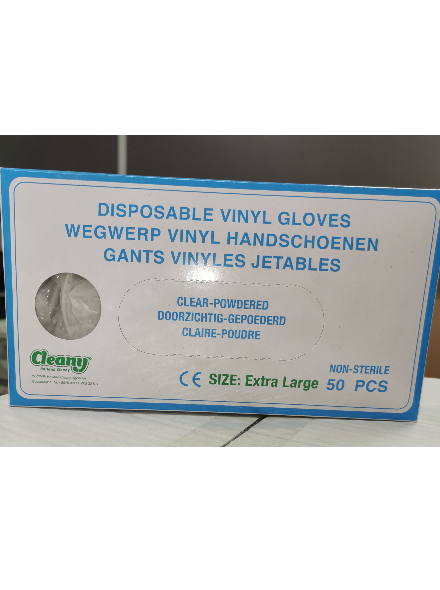 DISPOSABLE VINYL GLOVES
WEGWERP VINYL HANDSCHOENEN
GANTS VINYLES JETABLES
CLEAR-POWDERED
DOORZICHTIG-GEPOEDERD
CLAIRE-POUDRE
Cleany
NON-STERILE
CE SIZE: Extra Large 50 PCS